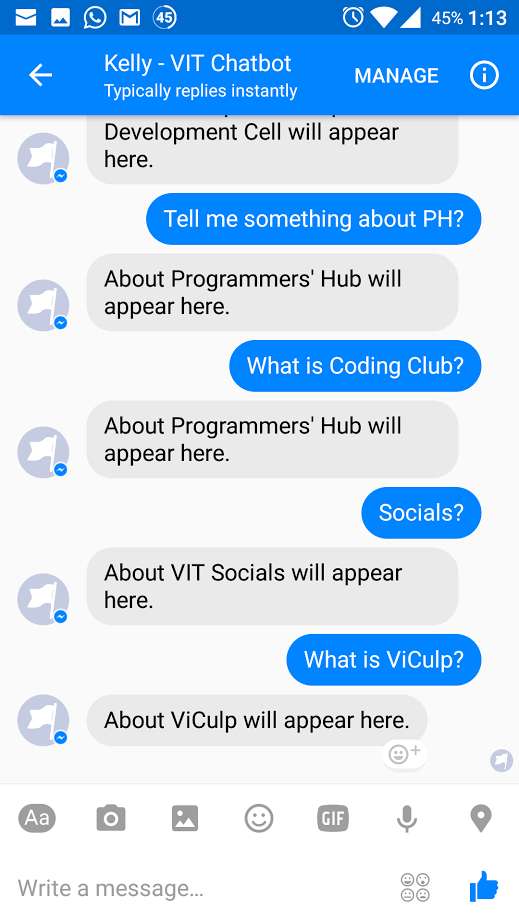 45
45% 1:13
Kelly - VIT Chatbot
Typically replies instantly
MANAGE
Development Cell will appear
here.
Tell me something about PH?
About Programmers' Hub will
appear here.
What is Coding Club?
About Programmers' Hub will
appear here.
Socials?
About VIT Socials will appear
here.
What is ViCulp?
About ViCulp will appear here.
Aa
GIF
Write a message...